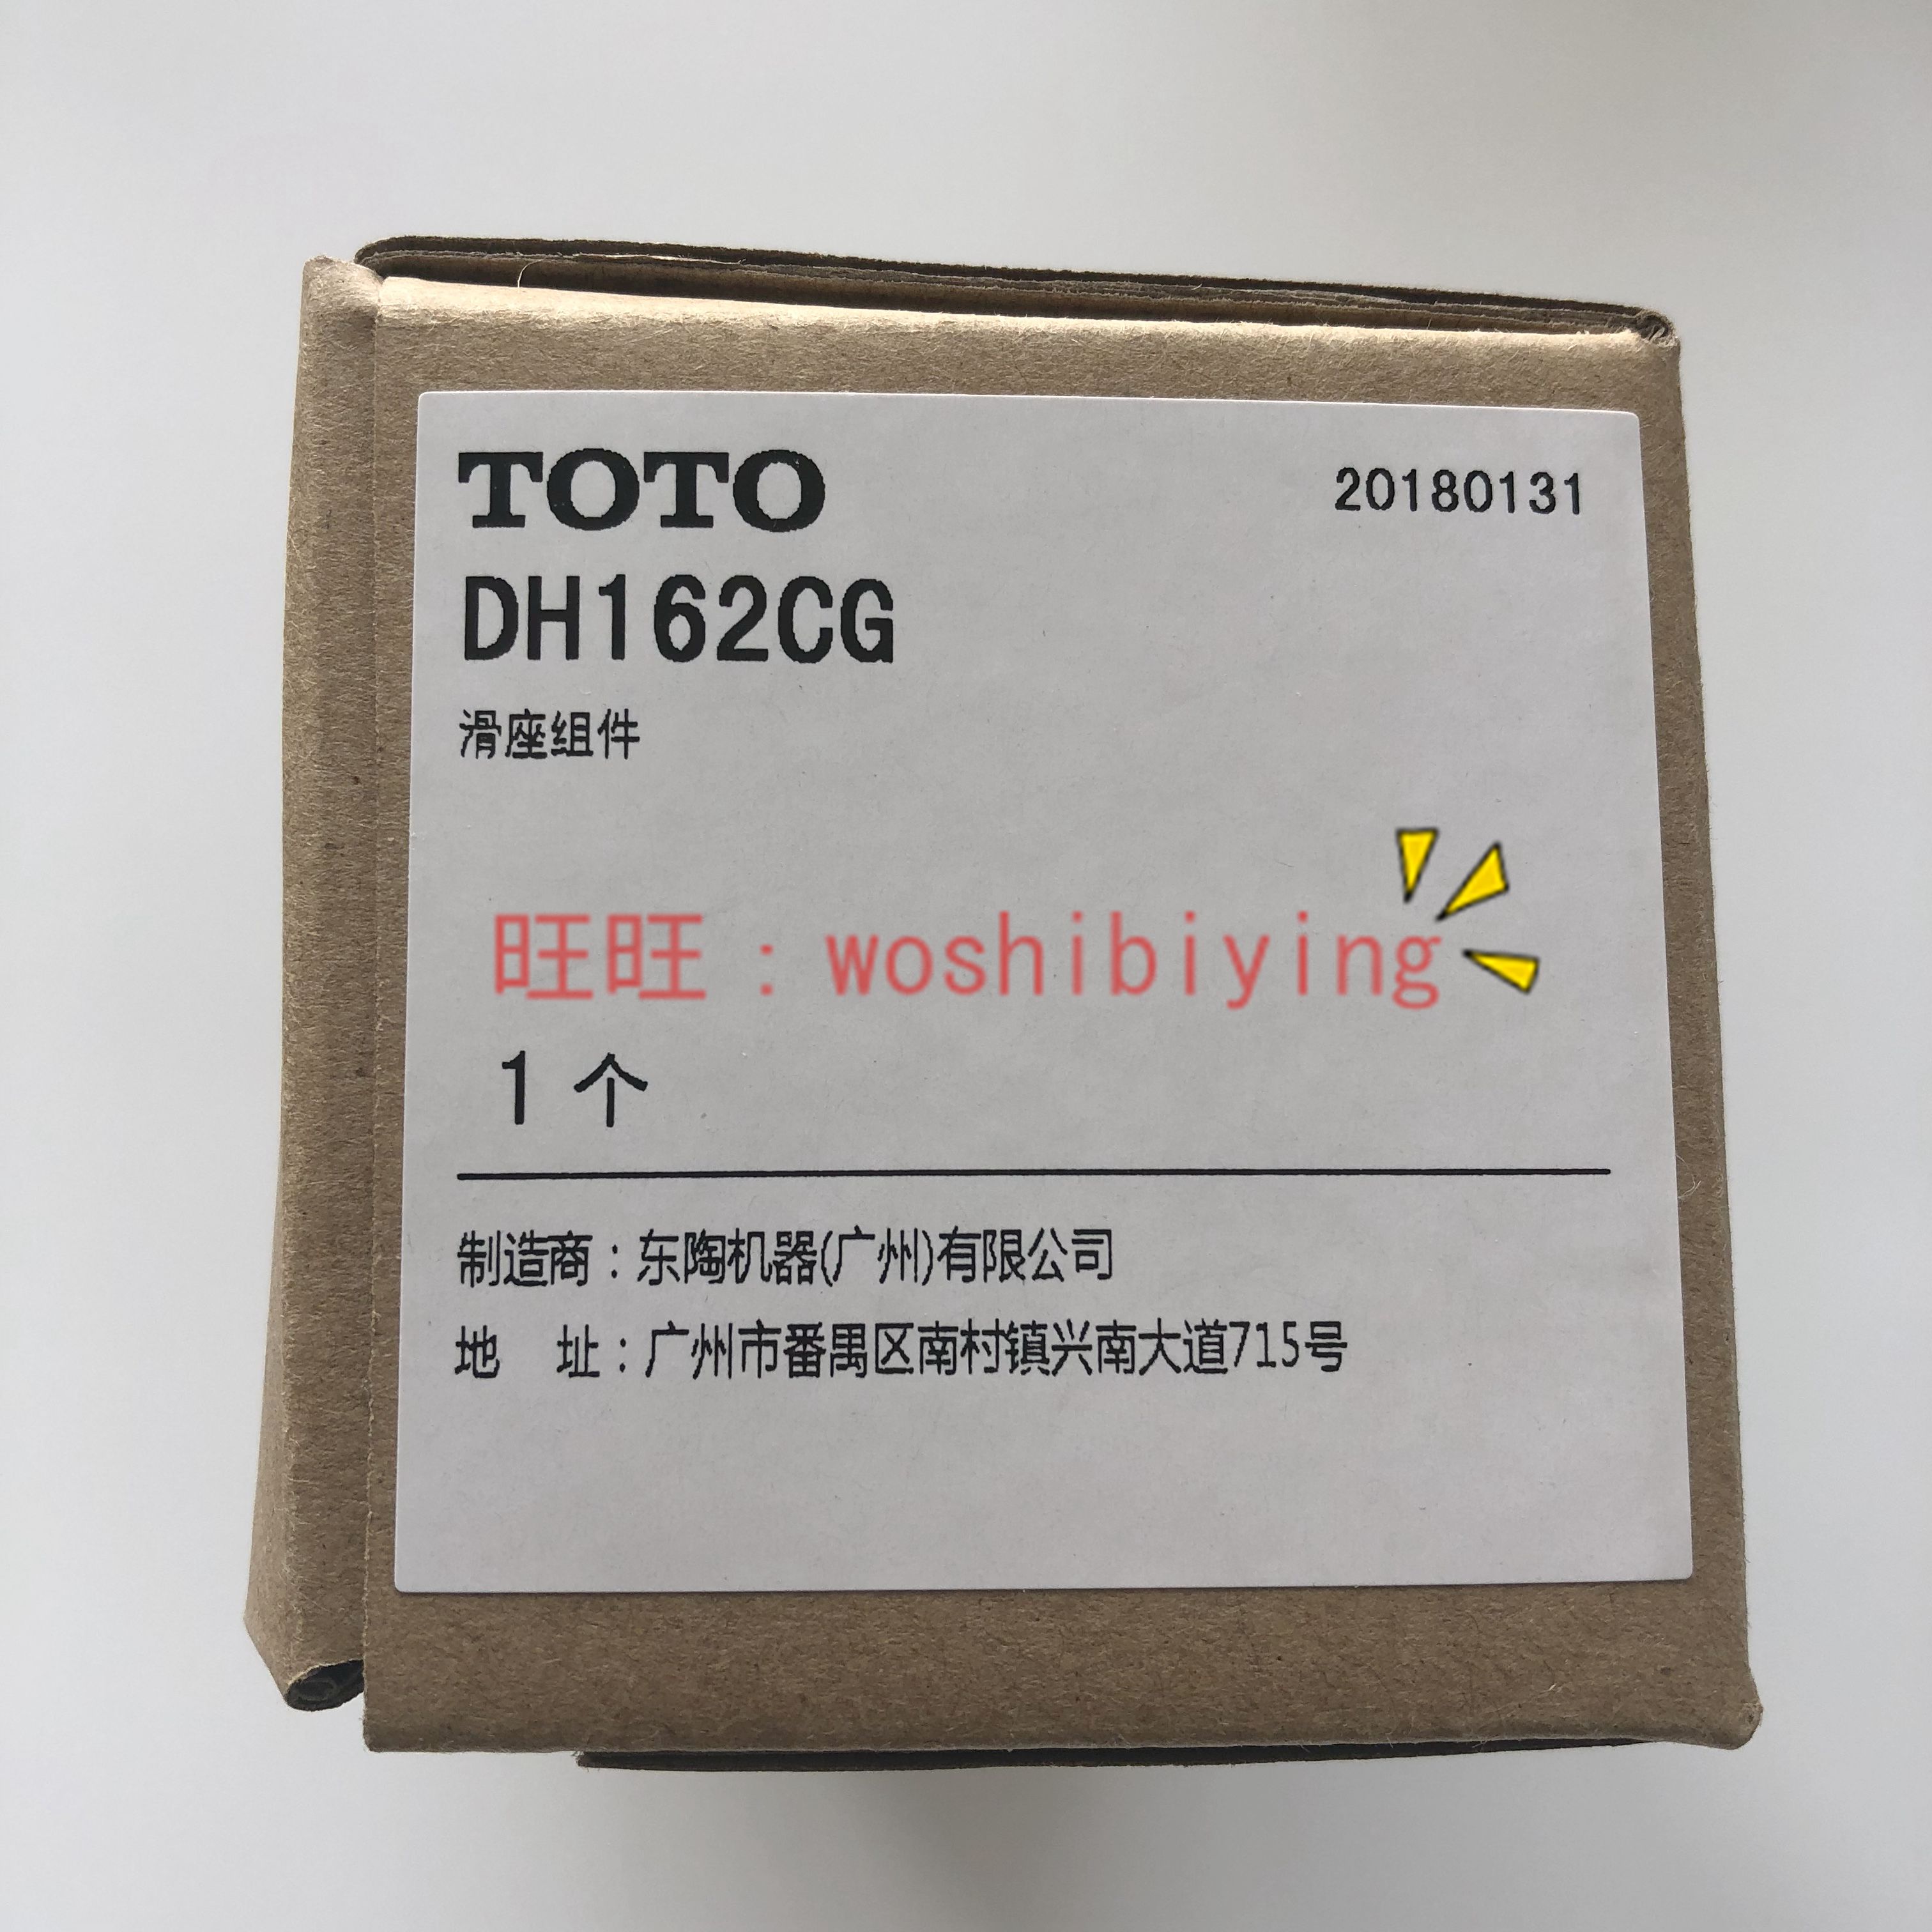 TOTO
20180131
DH162CG
滑座组件
旺旺：woshibiying
1 个
制造商：东陶机器(广州)有限公司
地 址：广州市番禺区南村镇兴南大道715号